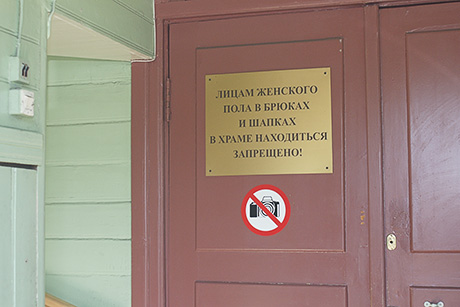 ЛИЦАМ ЖЕНСКОГО
ПОЛА В БРЮКАХ
И ШАПКАХ
В ХРАМЕ НАХОДИТЬСЯ
ЗАПРЕЩЕНО!